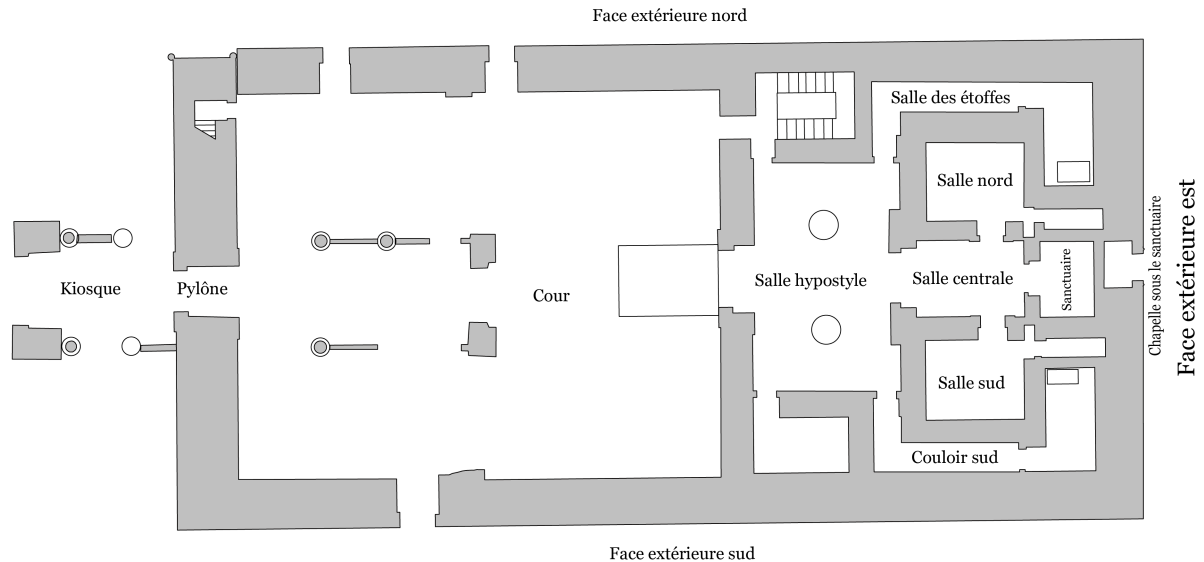 Face extérieure nord
Salle des étoffes
Salle nord
Kiosque
Pylône
Cour
Salle hypostyle
Salle centrale
Sanctuaire
Chapelle sous le sanctuaire
Face extérieure est
Salle sud
Couloir sud
Face extérieure sud